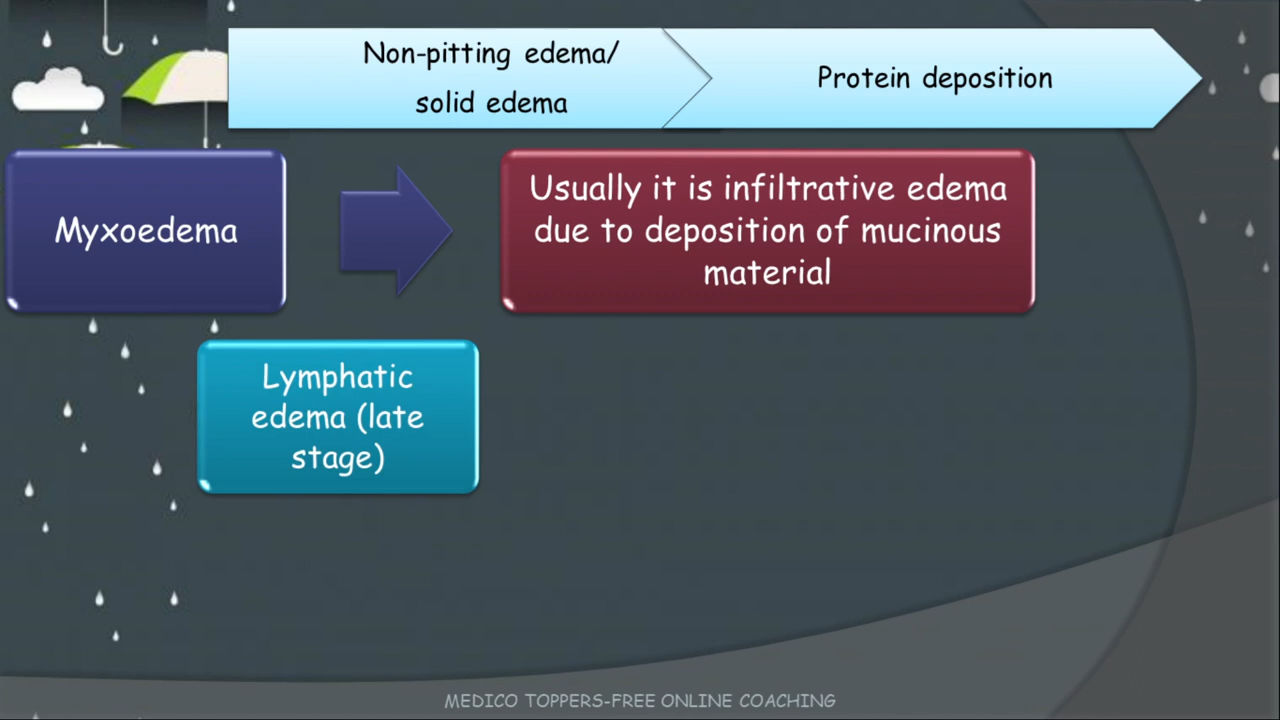 Non-pitting edema/
solid edema
Protein deposition
Myxoedema
Usually it is infiltrative edema
due to deposition of mucinous
material
Lymphatic
edema (late
stage)
MEDICO TOPPERS-FREE ONLINE COACHING